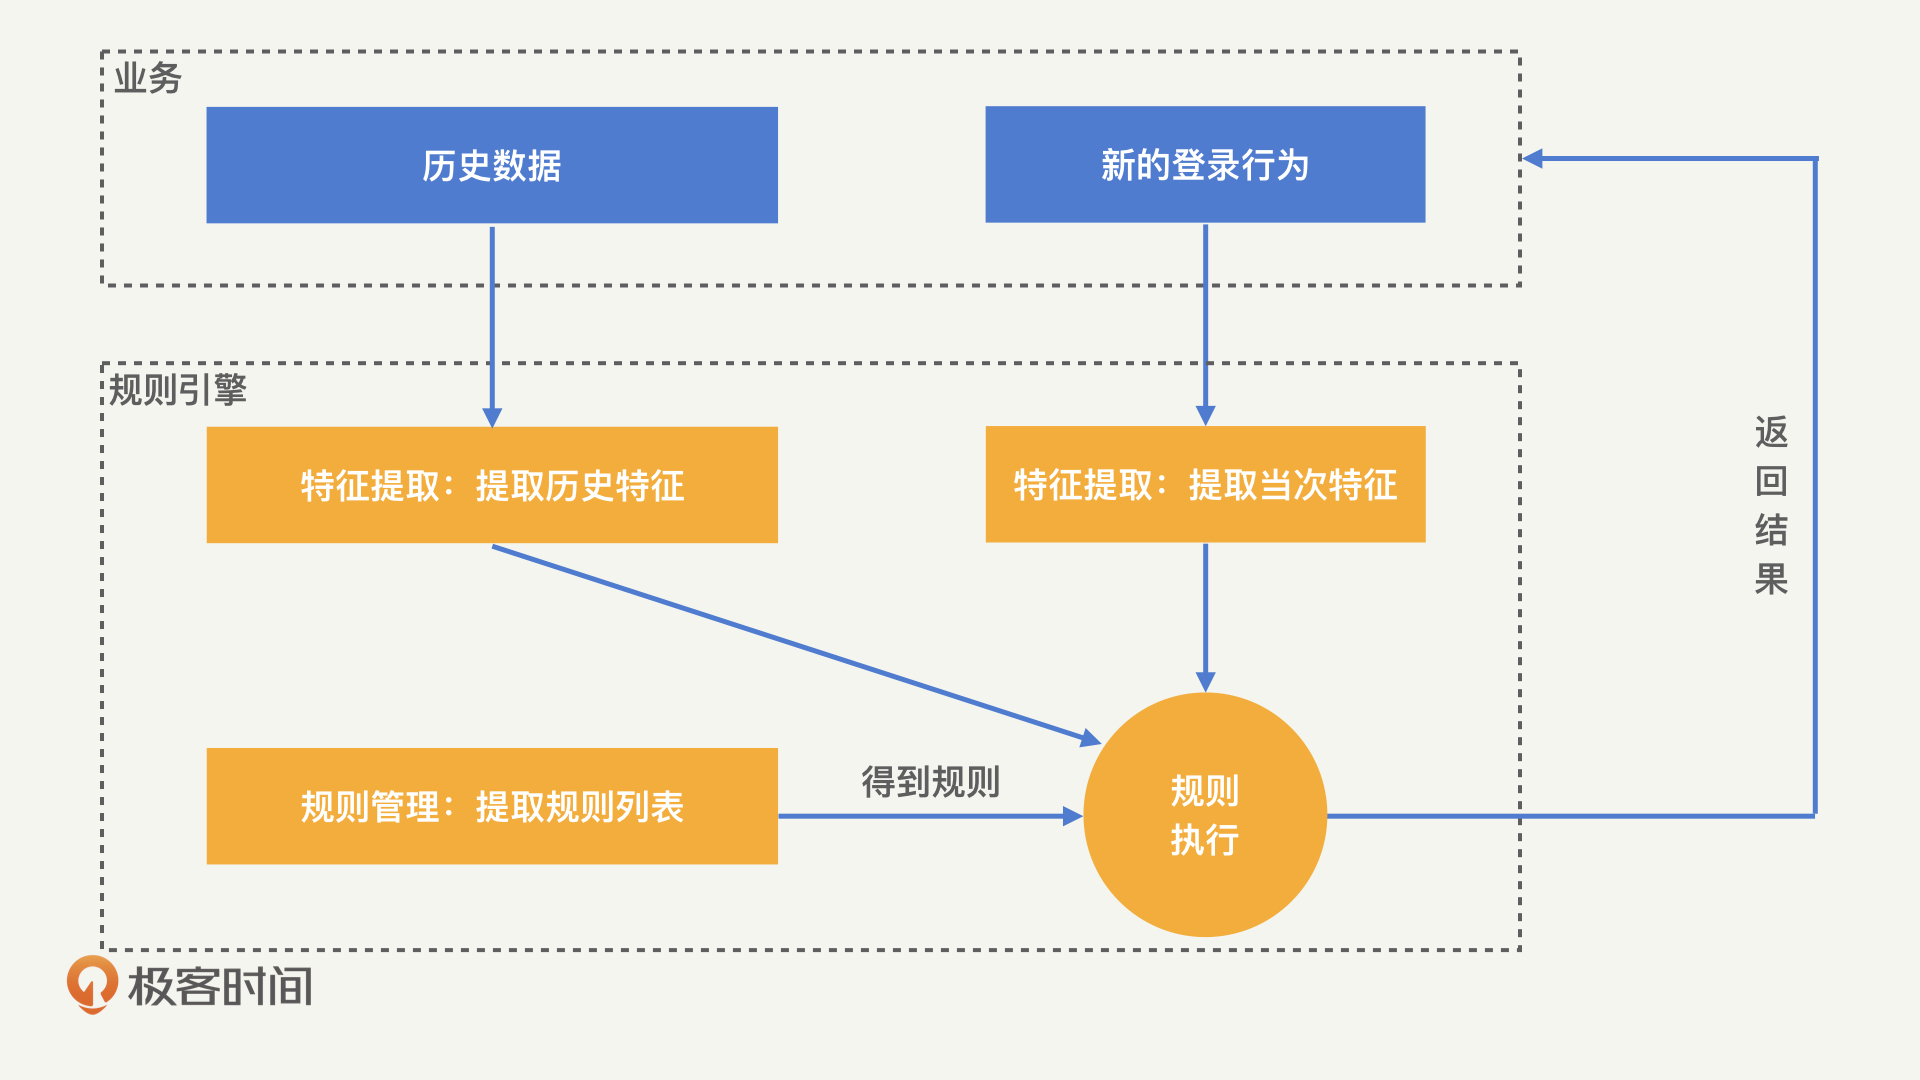 业务
历史数据
新的登录行为
规则引擎
特征提取：提取历史特征
特征提取：提取当次特征
返
回
结
果
规则管理：提取规则列表
得到规则
规则
执行
极客时间